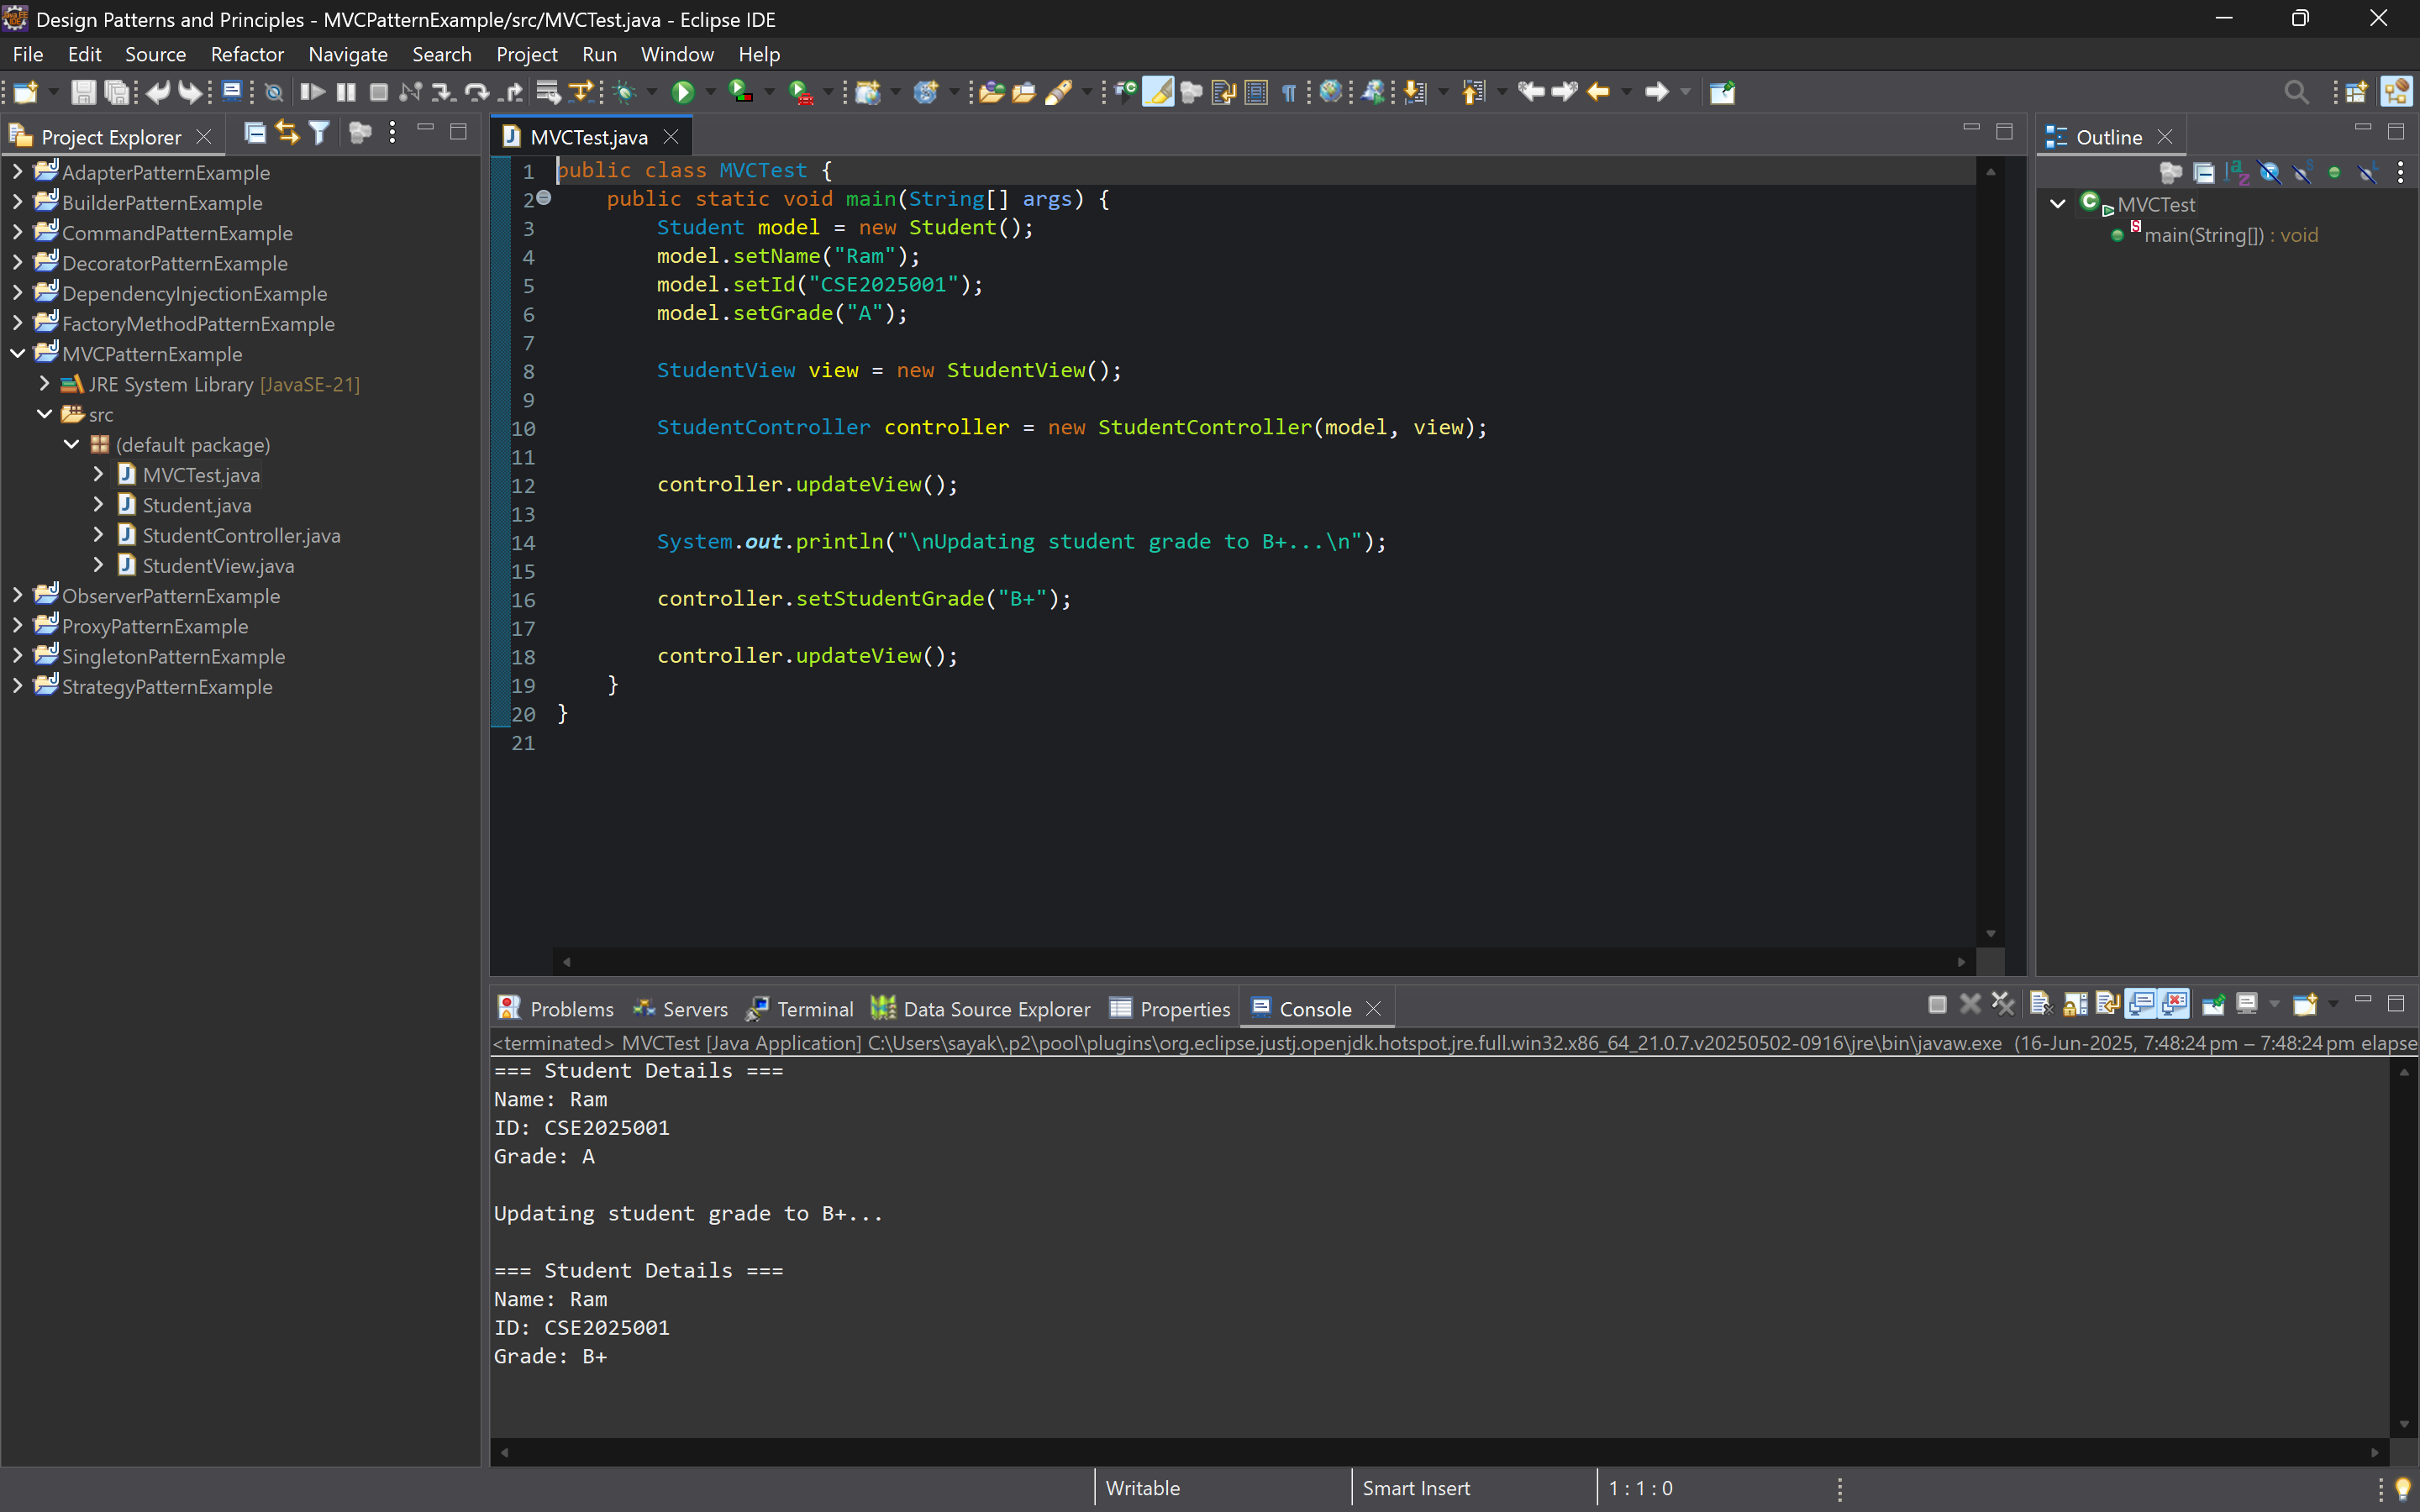 Design Patterns and Principles - MVCPatternExample/src/MVCTest.java - Eclipse IDE
File Edit Source Refactor Navigate Search Project Run Window Help
Project Explorer
AdapterPatternExample
BuilderPatternExample
CommandPatternExample
DecoratorPatternExample
DependencyInjectionExample
FactoryMethodPatternExample
MVCPatternExample
JRE System Library [JavaSE-21]
src
(default package)
MVCTest.java
Student.java
StudentController.java
StudentView.java
ObserverPatternExample
ProxyPatternExample
SingletonPatternExample
StrategyPatternExample
MVCTest.java
1 public class MVCTest {
2 public static void main(String[] args) {
3 Student model = new Student();
4 model.setName("Ram");
5 model.setId("CSE2025001");
6 model.setGrade("A");
7
8 StudentView view = new StudentView();
9
10 StudentController controller = new StudentController(model, view);
11
12 controller.updateView();
13
14 System.out.println("\nUpdating student grade to B+...\n");
15
16 controller.setStudentGrade("B+");
17
18 controller.updateView();
19 }
20 }
21
Outline
MVCTest
main(String[]) : void
Problems Servers Terminal Data Source Explorer Properties Console
<terminated> MVCTest [Java Application] C:\Users\sayak\.p2\pool\plugins\org.eclipse.justj.openjdk.hotspot.jre.full.win32.x86_64_21.0.7.v20250502-0916\jre\bin\javaw.exe (16-Jun-2025, 7:48:24 pm – 7:48:24 pm elapse
=== Student Details ===
Name: Ram
ID: CSE2025001
Grade: A
Updating student grade to B+...
=== Student Details ===
Name: Ram
ID: CSE2025001
Grade: B+
Writable Smart Insert 1 : 1 : 0